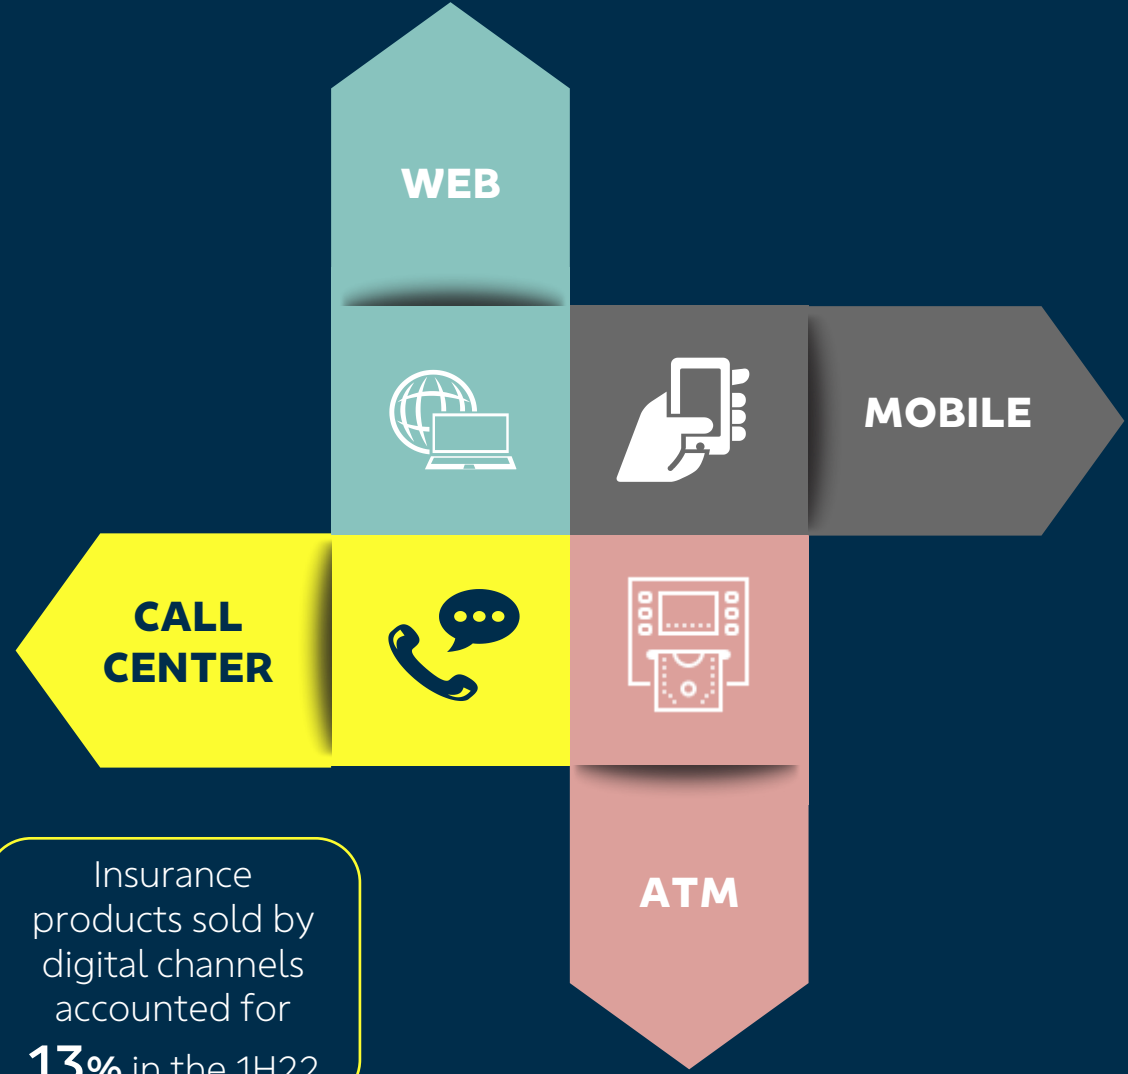 WEB
MOBILE
CALL
CENTER
ATM
Insurance
products sold by
digital channels
accounted for
13% in the 1H22